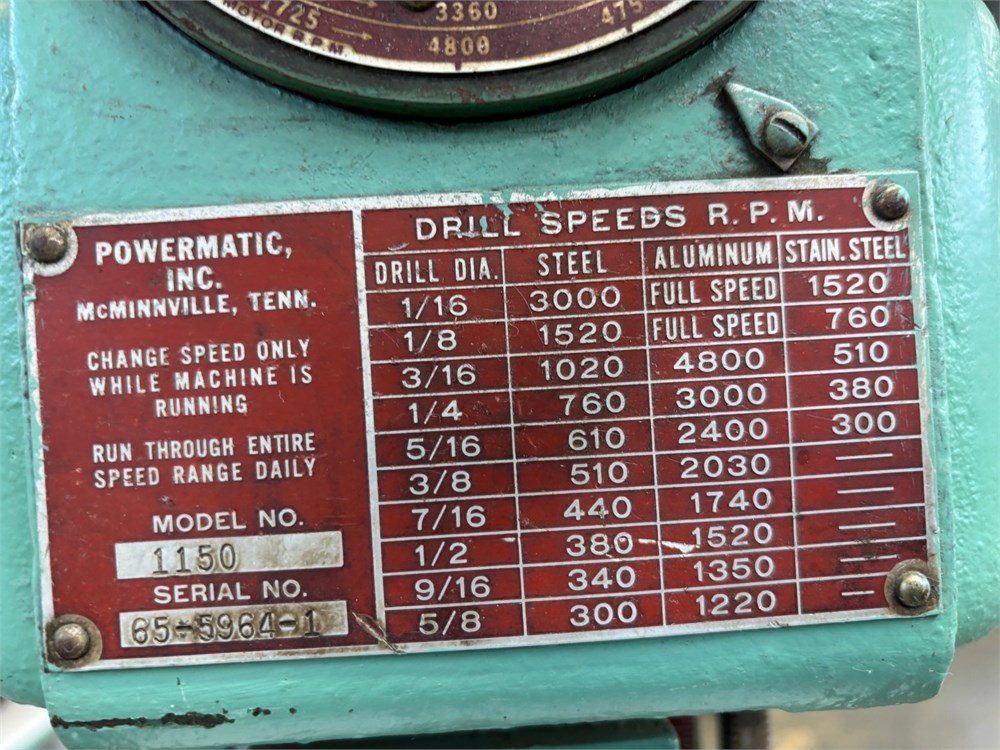 1725 3360 475
MOTOR R.P.M. 4800
POWERMATIC,
INC.
McMINNVILLE, TENN.
CHANGE SPEED ONLY
WHILE MACHINE IS
RUNNING
RUN THROUGH ENTIRE
SPEED RANGE DAILY
MODEL NO.
1150
SERIAL NO.
65-5964-1
DRILL SPEEDS R.P.M.
DRILL DIA. STEEL ALUMINUM STAIN. STEEL
1/16 3000 FULL SPEED 1520
1/8 1520 FULL SPEED 760
3/16 1020 4800 510
1/4 760 3000 380
5/16 610 2400 300
3/8 510 2030 —
7/16 440 1740 —
1/2 380 1520 —
9/16 340 1350 —
5/8 300 1220 —